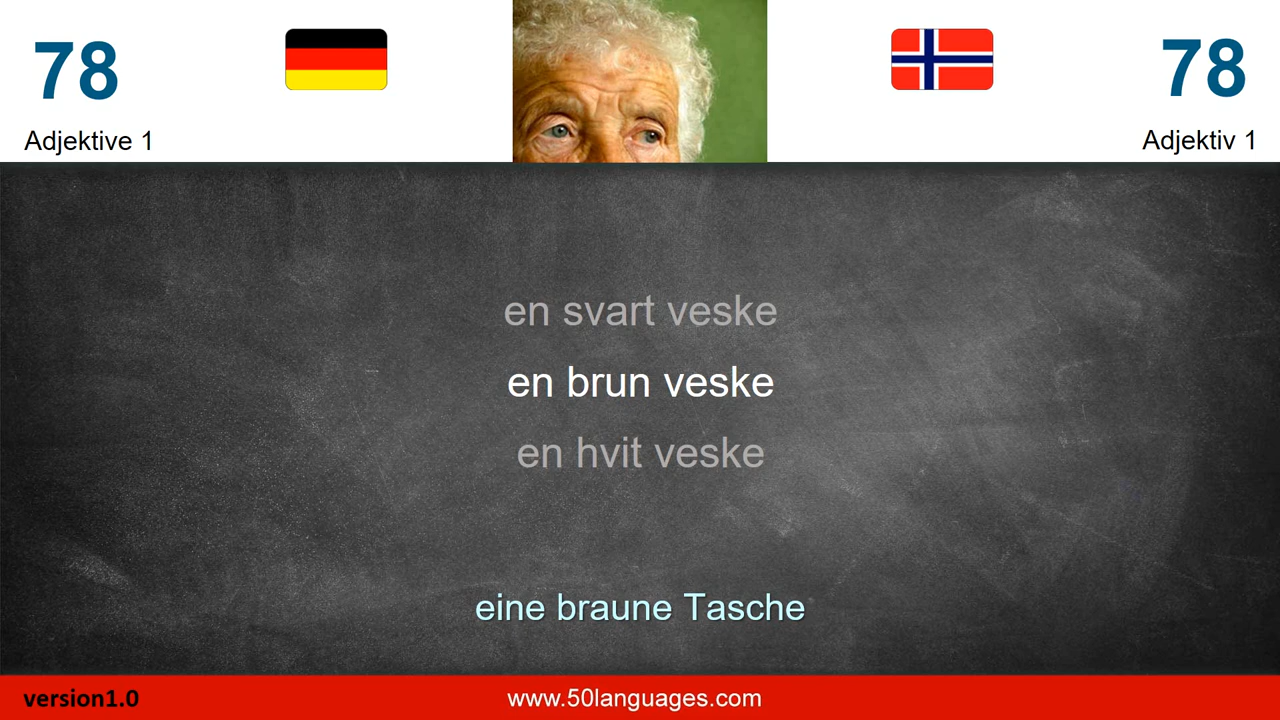 78
78
Adjektive 1
Adjektiv 1
en svart veske
en brun veske
en hvit veske
eine braune Tasche
version1.0
www.50languages.com